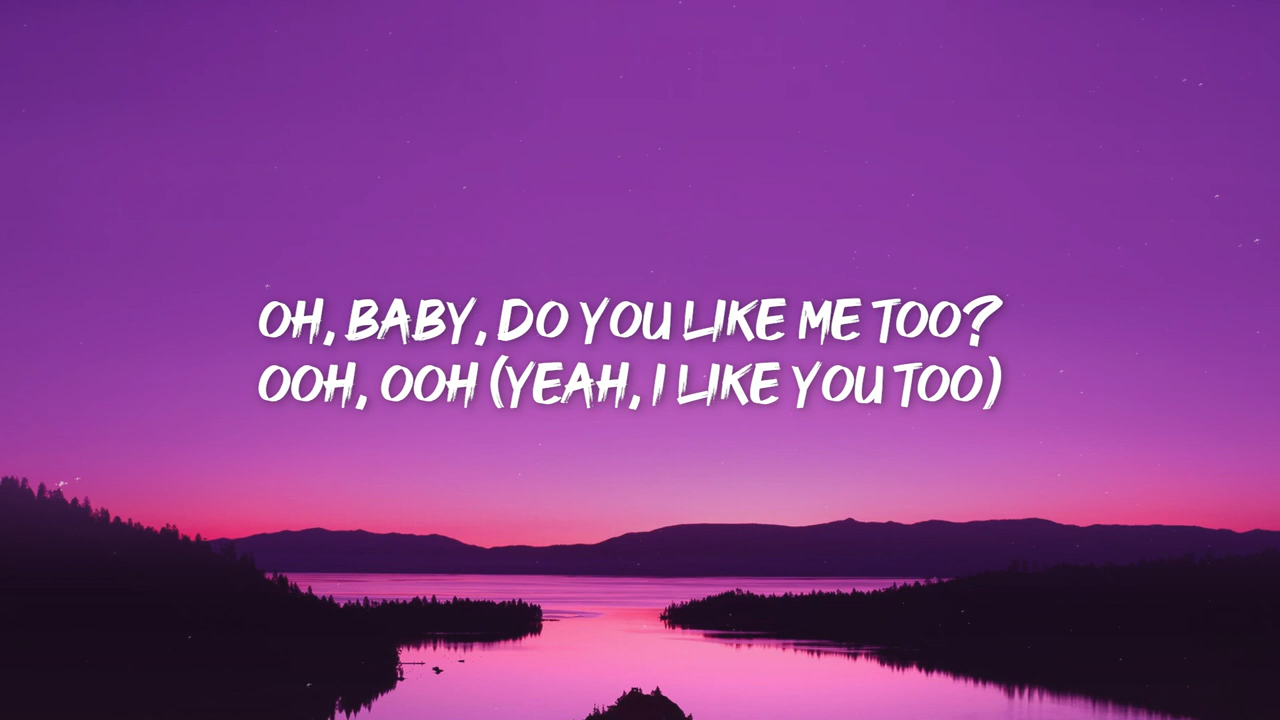 OH, BABY, DO YOU LIKE ME TOO?
OOH, OOH (YEAH, I LIKE YOU TOO)